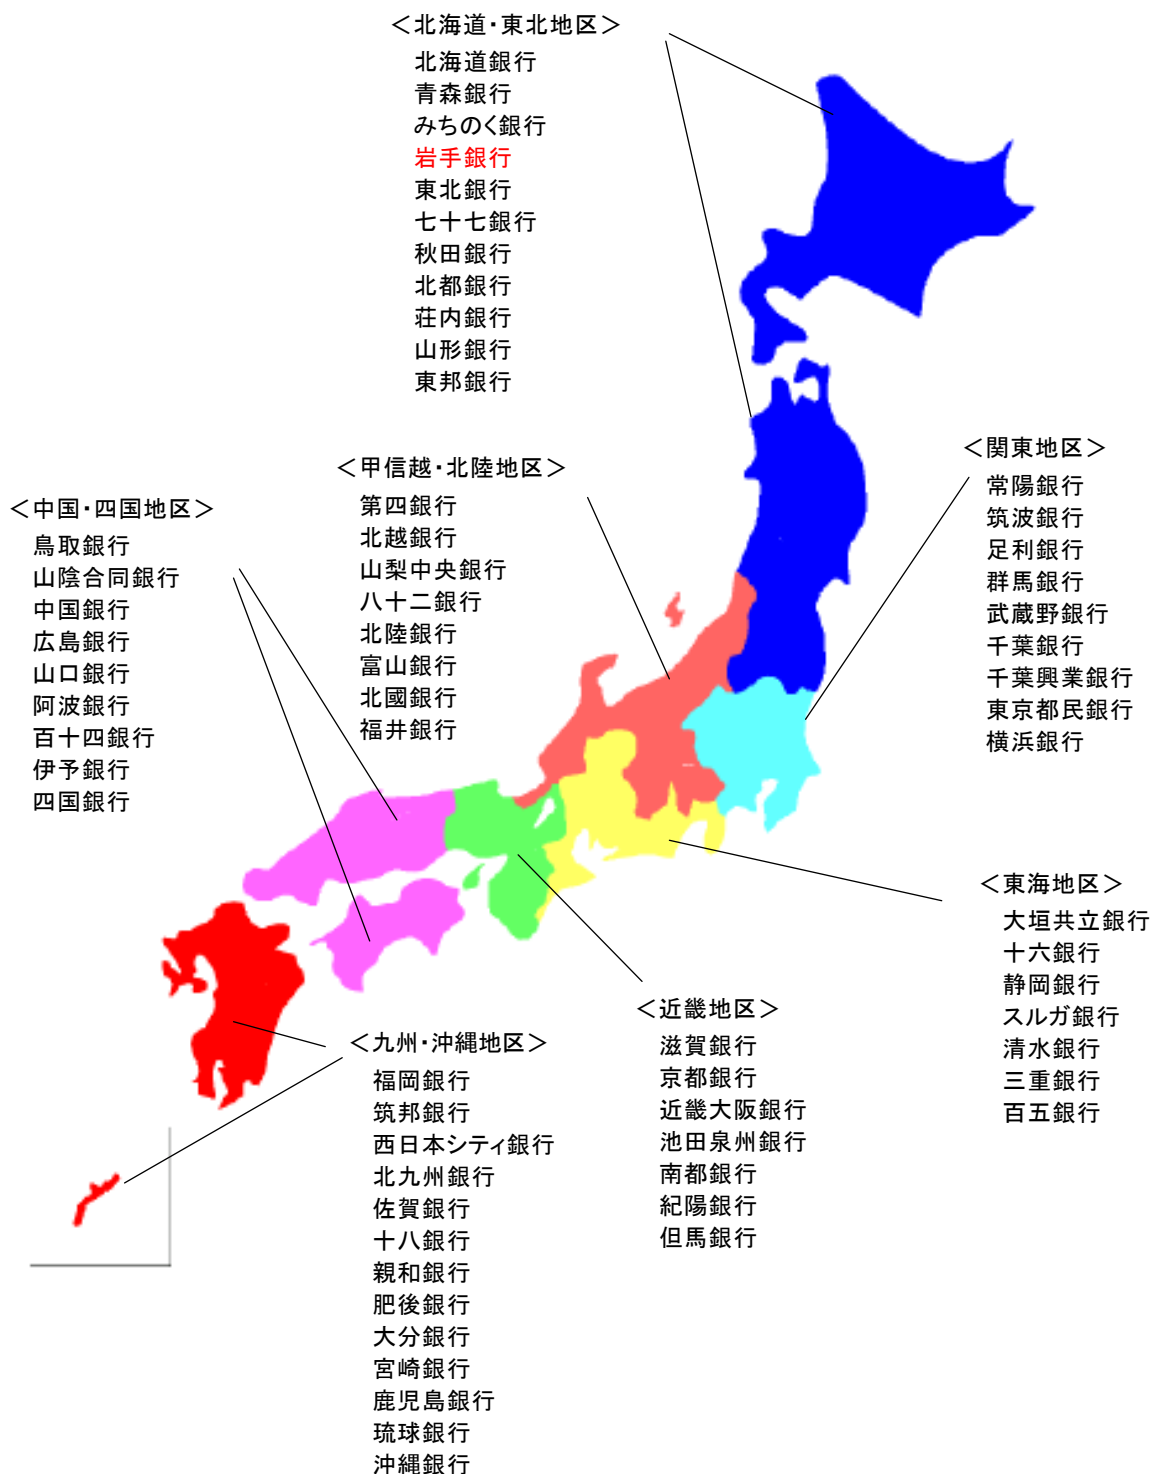 ＜北海道・東北地区＞
北海道銀行
青森銀行
みちのく銀行
岩手銀行
東北銀行
七十七銀行
秋田銀行
北都銀行
荘内銀行
山形銀行
東邦銀行
＜関東地区＞
常陽銀行
筑波銀行
足利銀行
群馬銀行
武蔵野銀行
千葉銀行
千葉興業銀行
東京都民銀行
横浜銀行
＜甲信越・北陸地区＞
第四銀行
北越銀行
山梨中央銀行
八十二銀行
北陸銀行
富山銀行
北國銀行
福井銀行
＜中国・四国地区＞
鳥取銀行
山陰合同銀行
中国銀行
広島銀行
山口銀行
阿波銀行
百十四銀行
伊予銀行
四国銀行
＜東海地区＞
大垣共立銀行
十六銀行
静岡銀行
スルガ銀行
清水銀行
三重銀行
百五銀行
＜近畿地区＞
滋賀銀行
京都銀行
近畿大阪銀行
池田泉州銀行
南都銀行
紀陽銀行
但馬銀行
＜九州・沖縄地区＞
福岡銀行
筑邦銀行
西日本シティ銀行
北九州銀行
佐賀銀行
十八銀行
親和銀行
肥後銀行
大分銀行
宮崎銀行
鹿児島銀行
琉球銀行
沖縄銀行